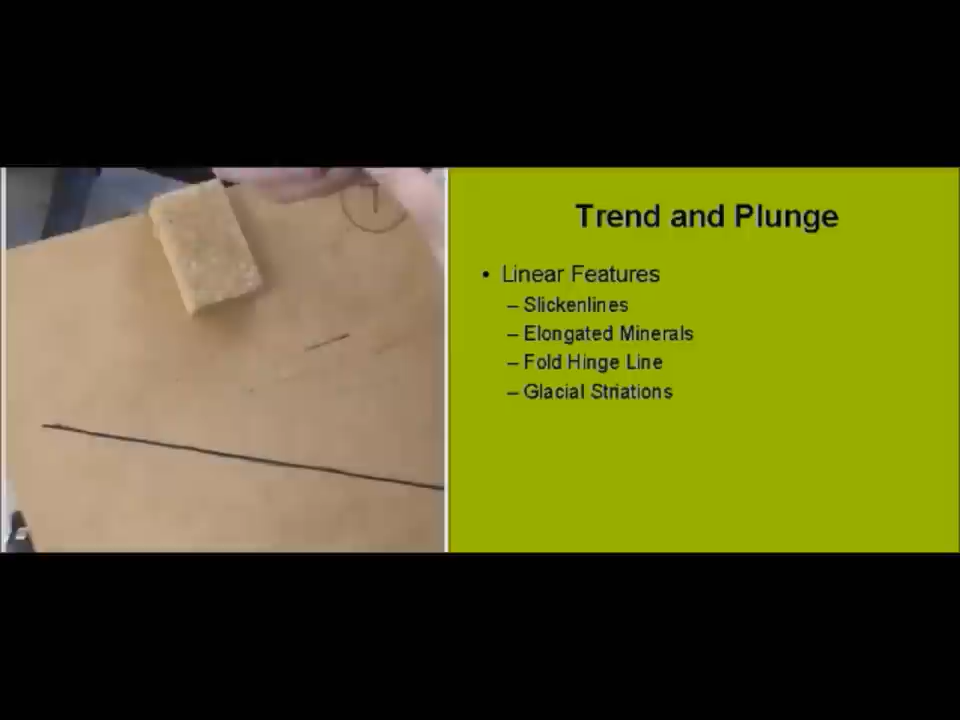 Trend and Plunge
• Linear Features
– Slickenlines
– Elongated Minerals
– Fold Hinge Line
– Glacial Striations